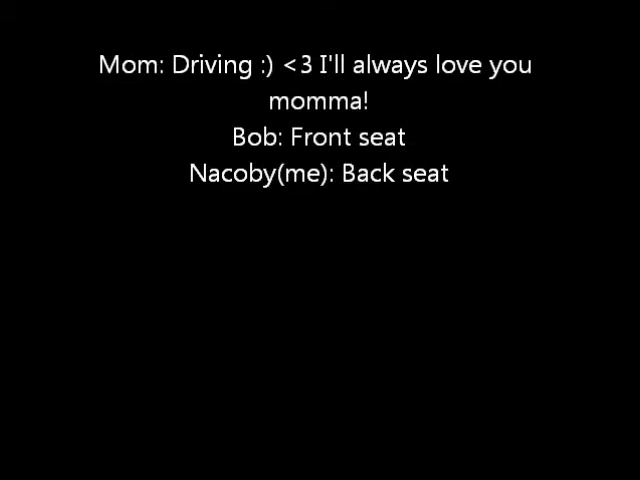 Mom: Driving :) <3 I'll always love you
momma!
Bob: Front seat
Nacoby(me): Back seat